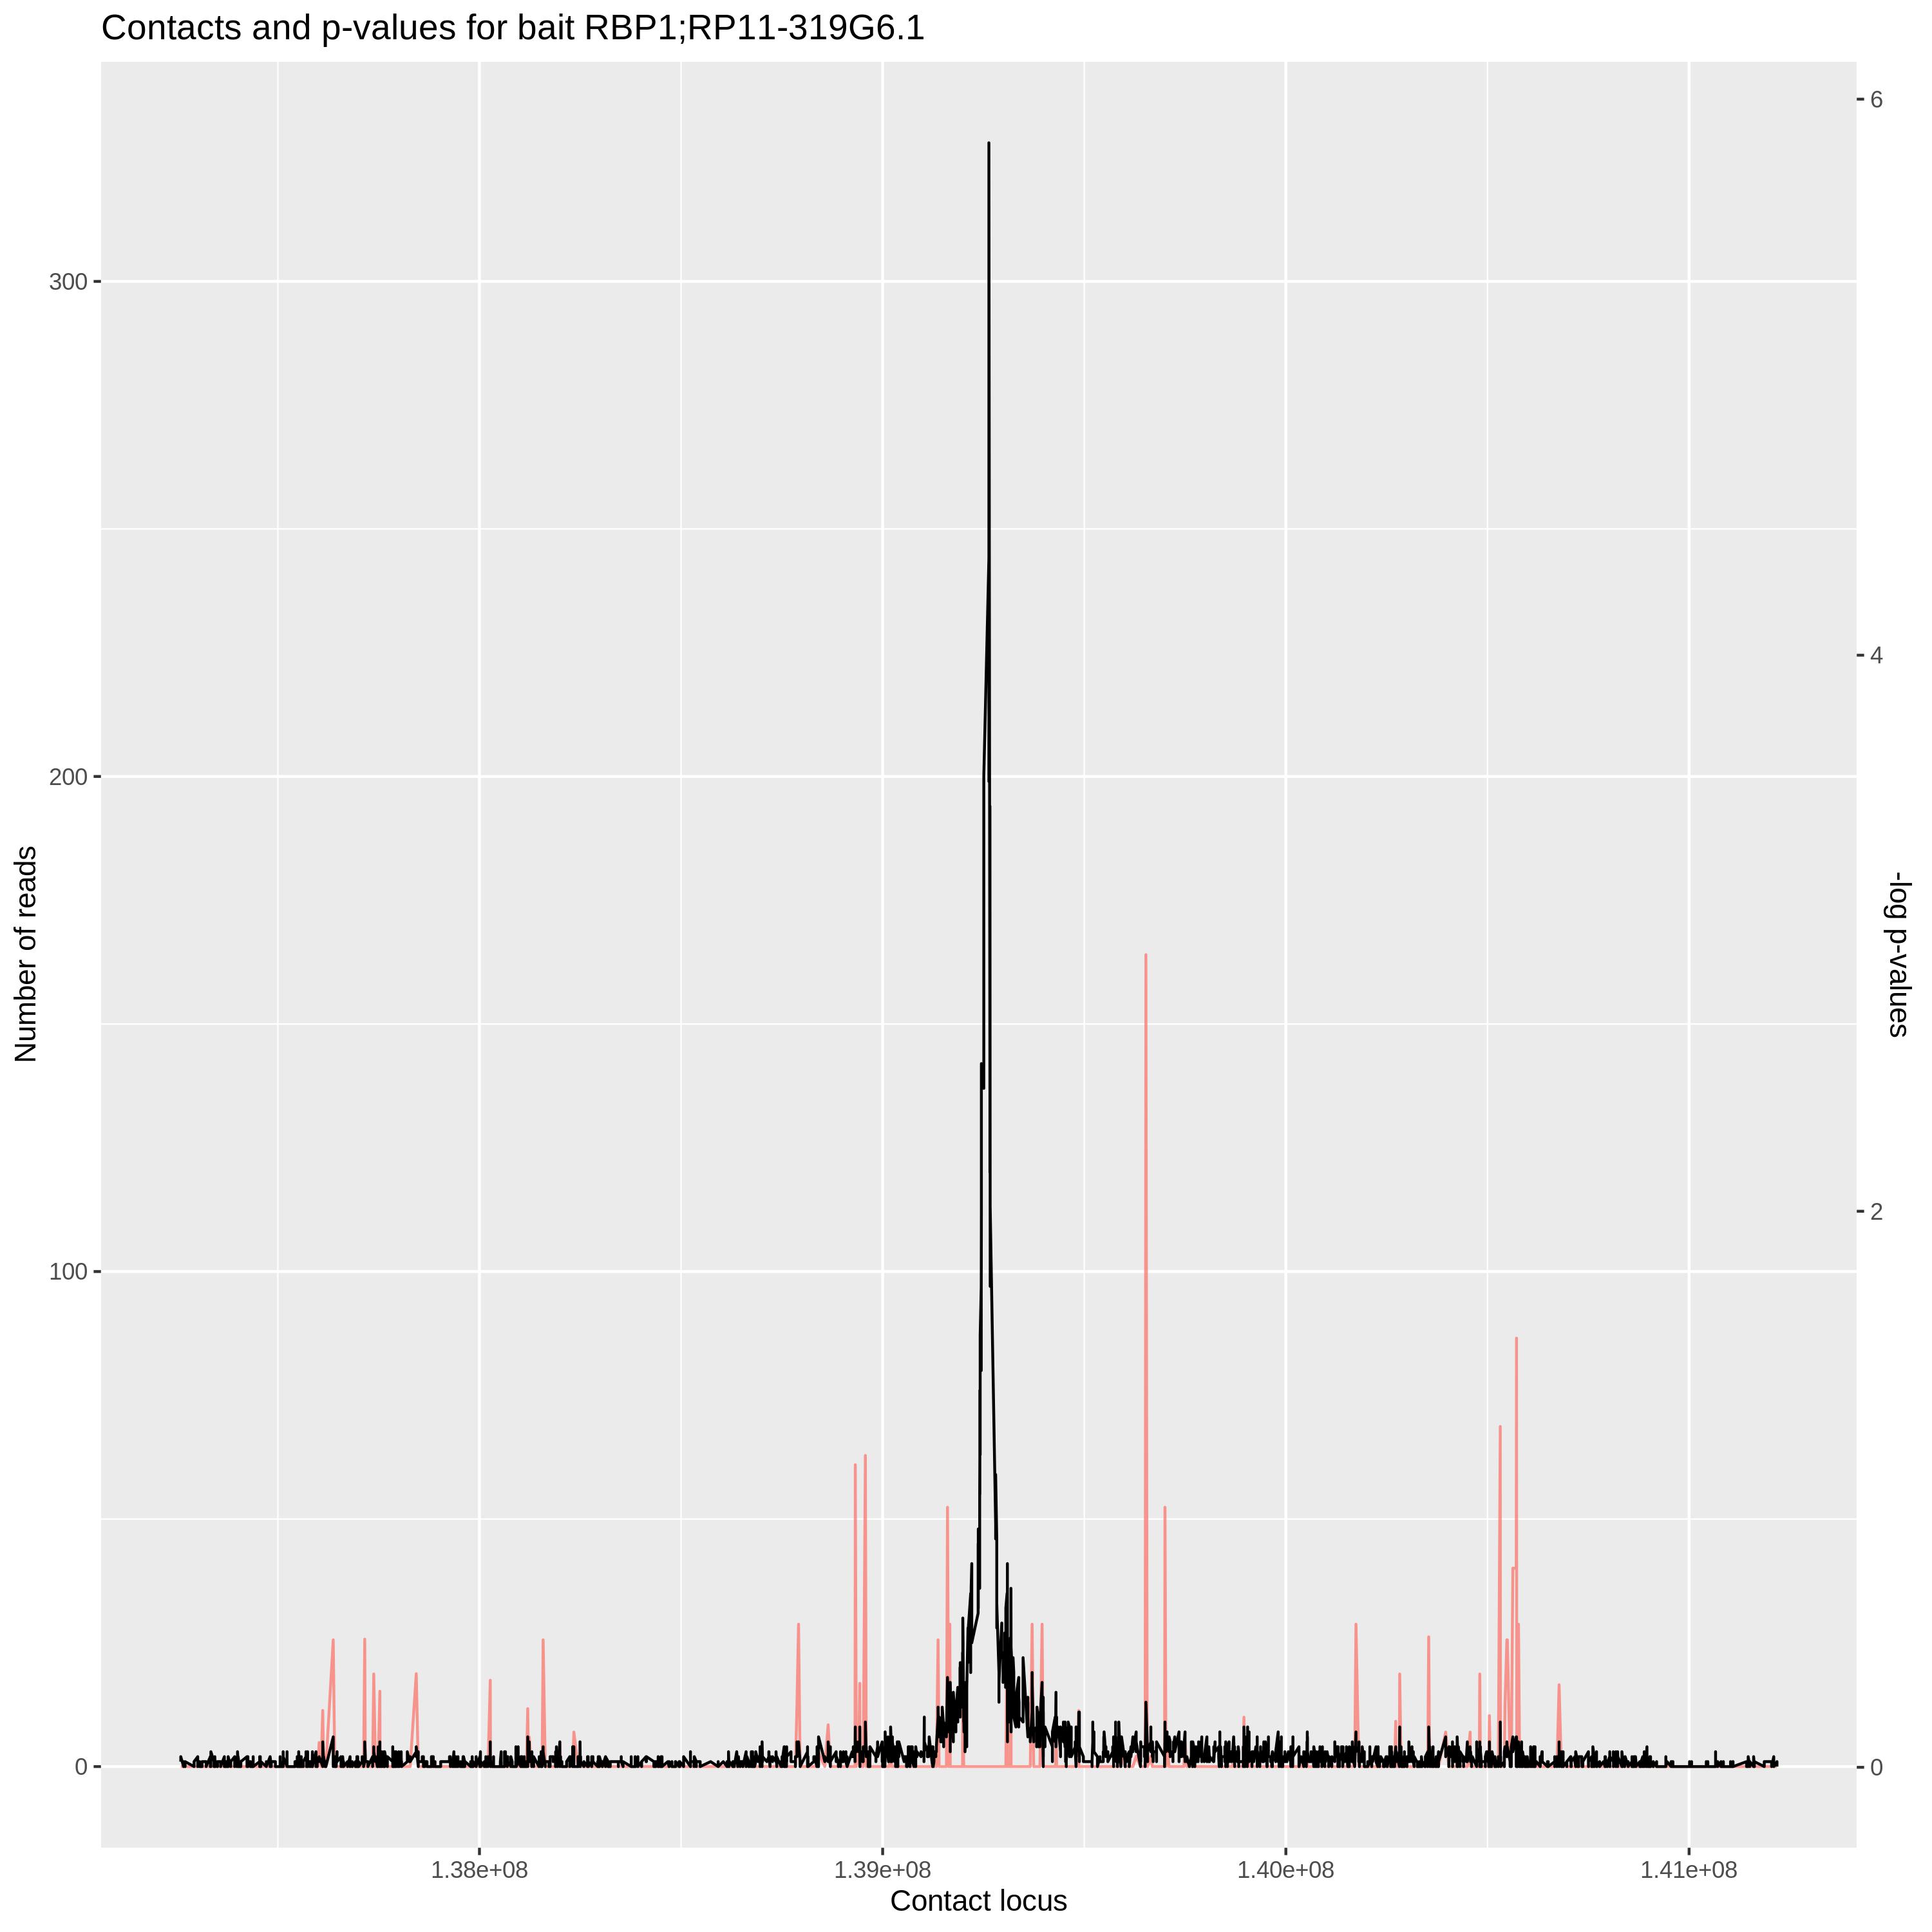 Contacts and p-values for bait RBP1;RP11-319G6.1
300
200
100
0
Number of reads
6
4
2
0
-log p-values
1.38e+08 1.39e+08 1.40e+08 1.41e+08
Contact locus